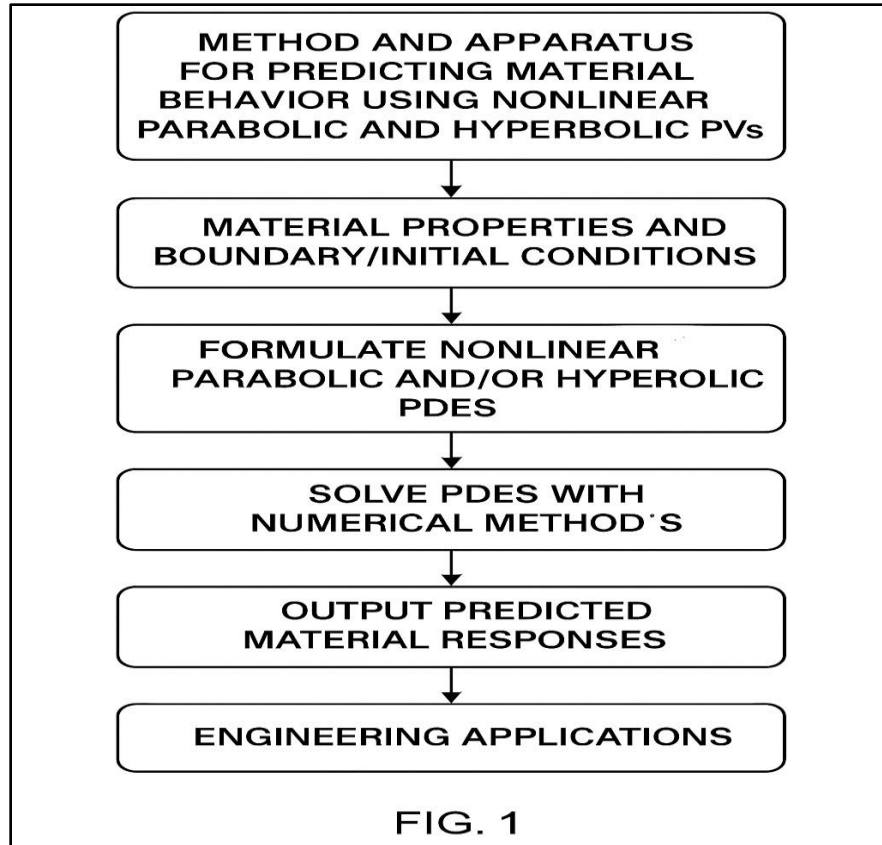 METHOD AND APPARATUS
FOR PREDICTING MATERIAL
BEHAVIOR USING NONLINEAR
PARABOLIC AND HYPERBOLIC PVs
MATERIAL PROPERTIES AND
BOUNDARY/INITIAL CONDITIONS
FORMULATE NONLINEAR
PARABOLIC AND/OR HYPEROLIC
PDES
SOLVE PDES WITH
NUMERICAL METHOD'S
OUTPUT PREDICTED
MATERIAL RESPONSES
ENGINEERING APPLICATIONS
FIG. 1